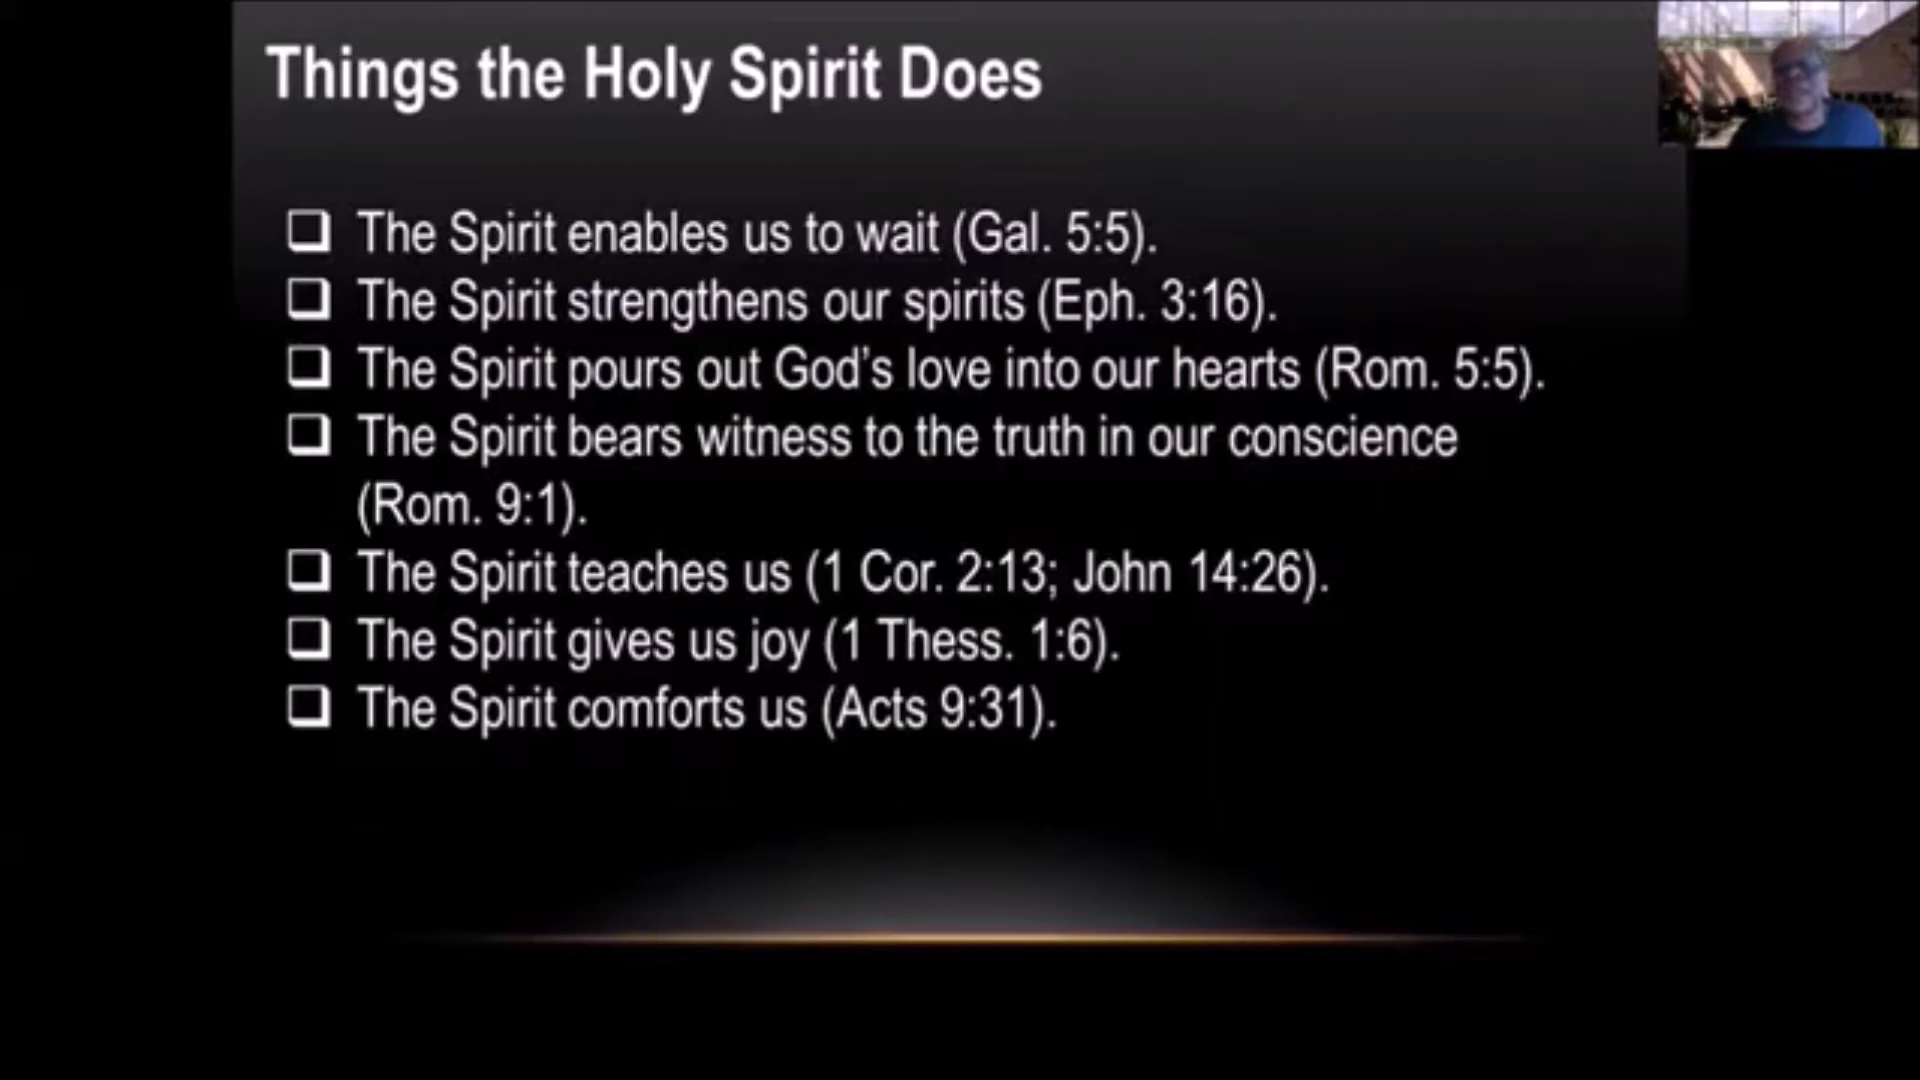 Things the Holy Spirit Does
The Spirit enables us to wait (Gal. 5:5).
The Spirit strengthens our spirits (Eph. 3:16).
The Spirit pours out God’s love into our hearts (Rom. 5:5).
The Spirit bears witness to the truth in our conscience
(Rom. 9:1).
The Spirit teaches us (1 Cor. 2:13; John 14:26).
The Spirit gives us joy (1 Thess. 1:6).
The Spirit comforts us (Acts 9:31).